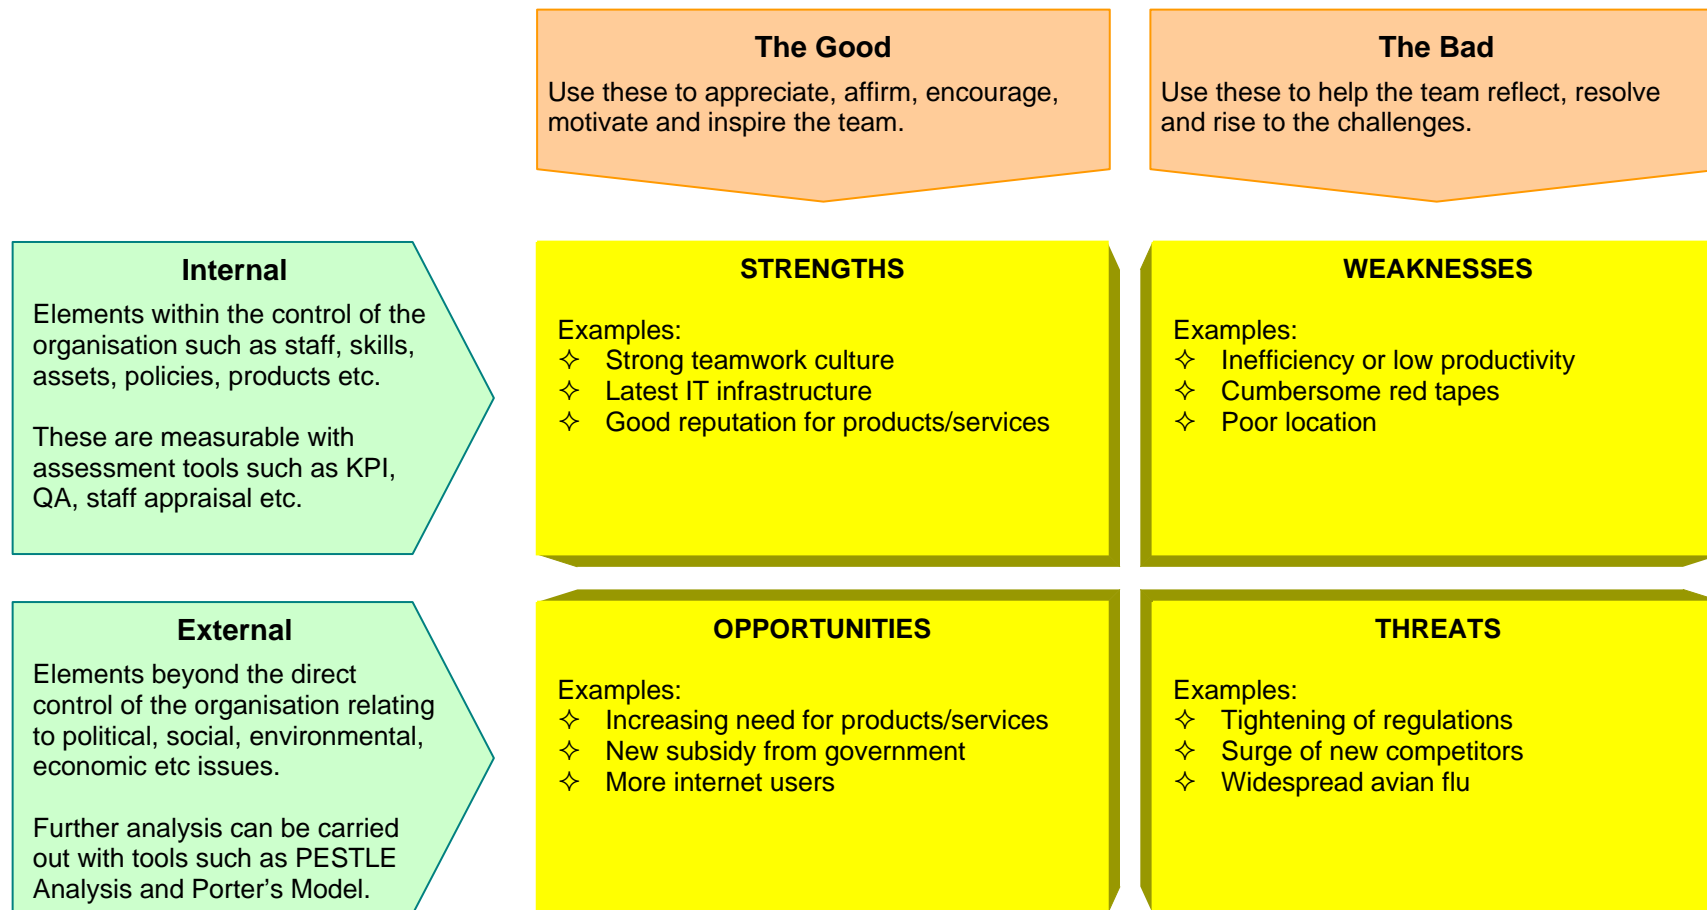 The Good
Use these to appreciate, affirm, encourage,
motivate and inspire the team.
The Bad
Use these to help the team reflect, resolve
and rise to the challenges.
Internal
Elements within the control of the
organisation such as staff, skills,
assets, policies, products etc.
These are measurable with
assessment tools such as KPI,
QA, staff appraisal etc.
STRENGTHS
Examples:
✧ Strong teamwork culture
✧ Latest IT infrastructure
✧ Good reputation for products/services
WEAKNESSES
Examples:
✧ Inefficiency or low productivity
✧ Cumbersome red tapes
✧ Poor location
External
Elements beyond the direct
control of the organisation relating
to political, social, environmental,
economic etc issues.
Further analysis can be carried
out with tools such as PESTLE
Analysis and Porter’s Model.
OPPORTUNITIES
Examples:
✧ Increasing need for products/services
✧ New subsidy from government
✧ More internet users
THREATS
Examples:
✧ Tightening of regulations
✧ Surge of new competitors
✧ Widespread avian flu